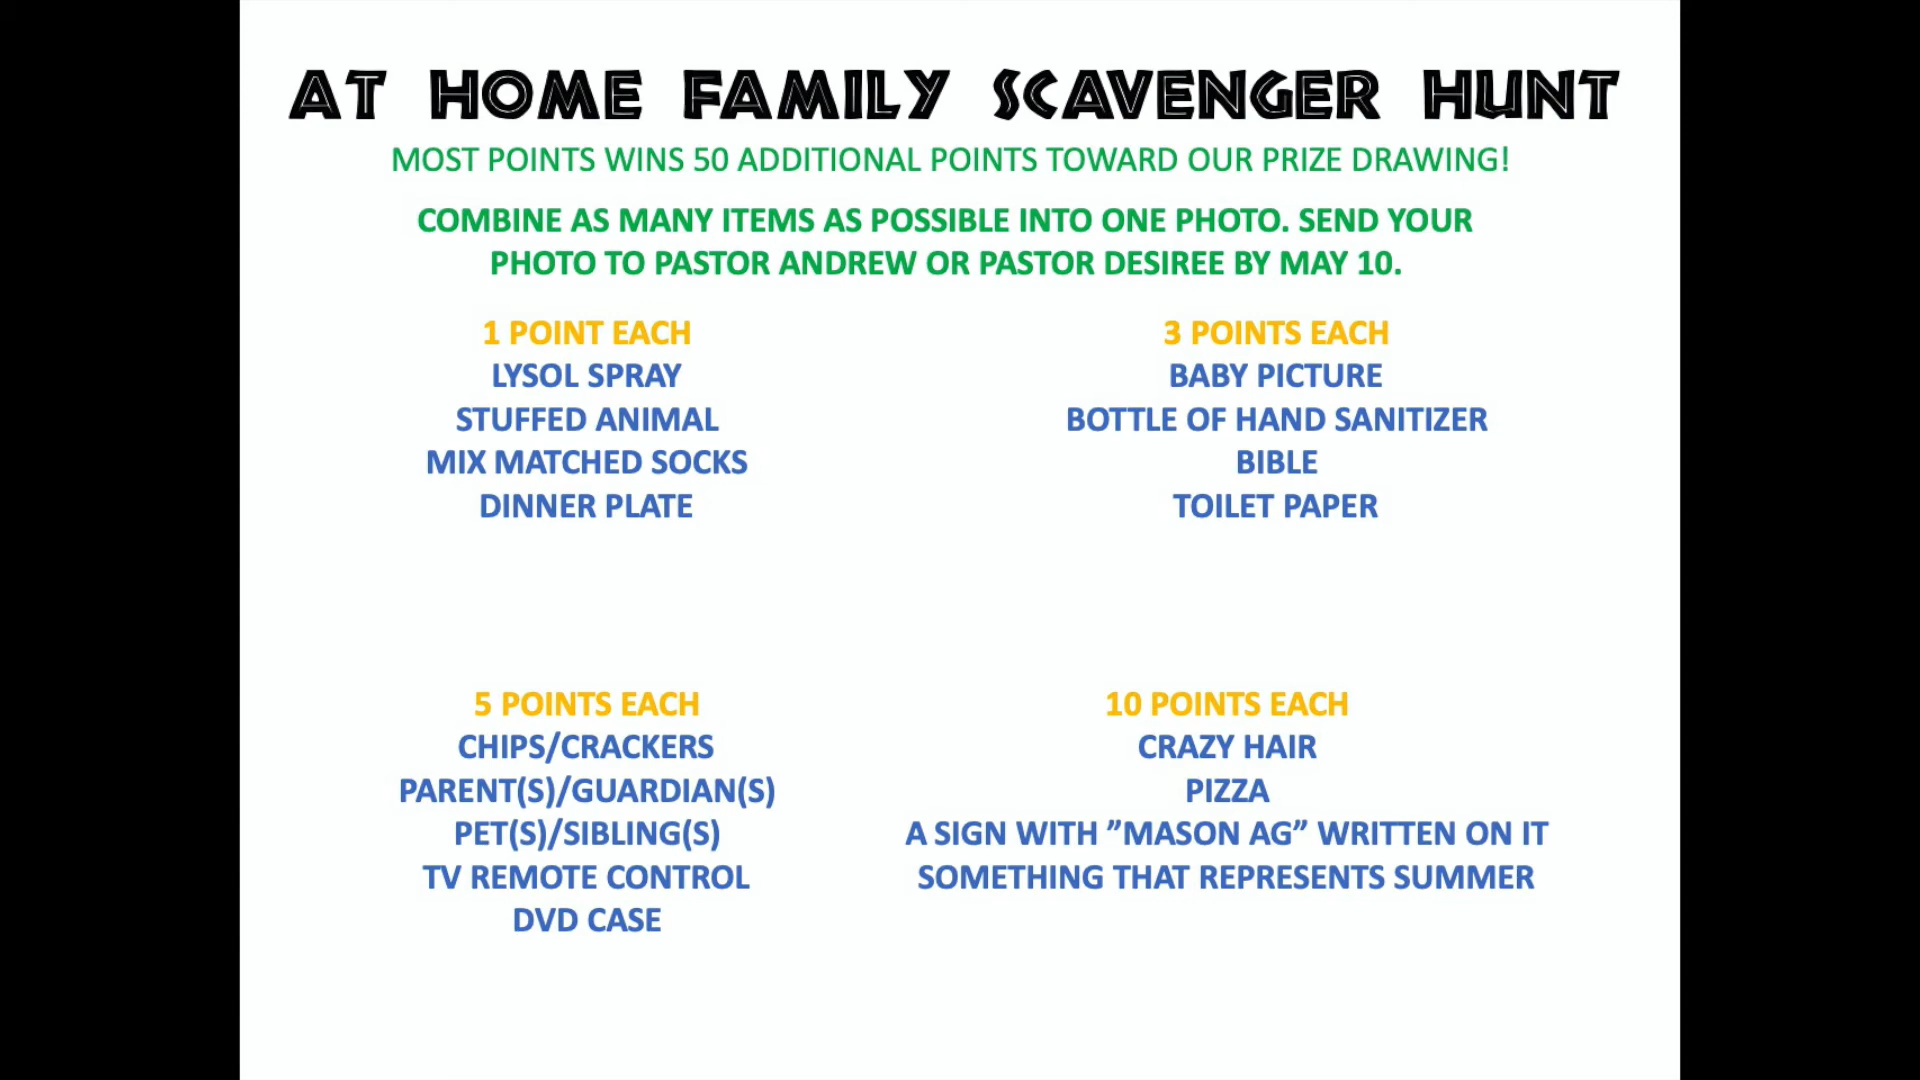 AT HOME FAMILY SCAVENGER HUNT
MOST POINTS WINS 50 ADDITIONAL POINTS TOWARD OUR PRIZE DRAWING!
COMBINE AS MANY ITEMS AS POSSIBLE INTO ONE PHOTO. SEND YOUR
PHOTO TO PASTOR ANDREW OR PASTOR DESIREE BY MAY 10.
1 POINT EACH
LYSOL SPRAY
STUFFED ANIMAL
MIX MATCHED SOCKS
DINNER PLATE
3 POINTS EACH
BABY PICTURE
BOTTLE OF HAND SANITIZER
BIBLE
TOILET PAPER
5 POINTS EACH
CHIPS/CRACKERS
PARENT(S)/GUARDIAN(S)
PET(S)/SIBLING(S)
TV REMOTE CONTROL
DVD CASE
10 POINTS EACH
CRAZY HAIR
PIZZA
A SIGN WITH ”MASON AG” WRITTEN ON IT
SOMETHING THAT REPRESENTS SUMMER